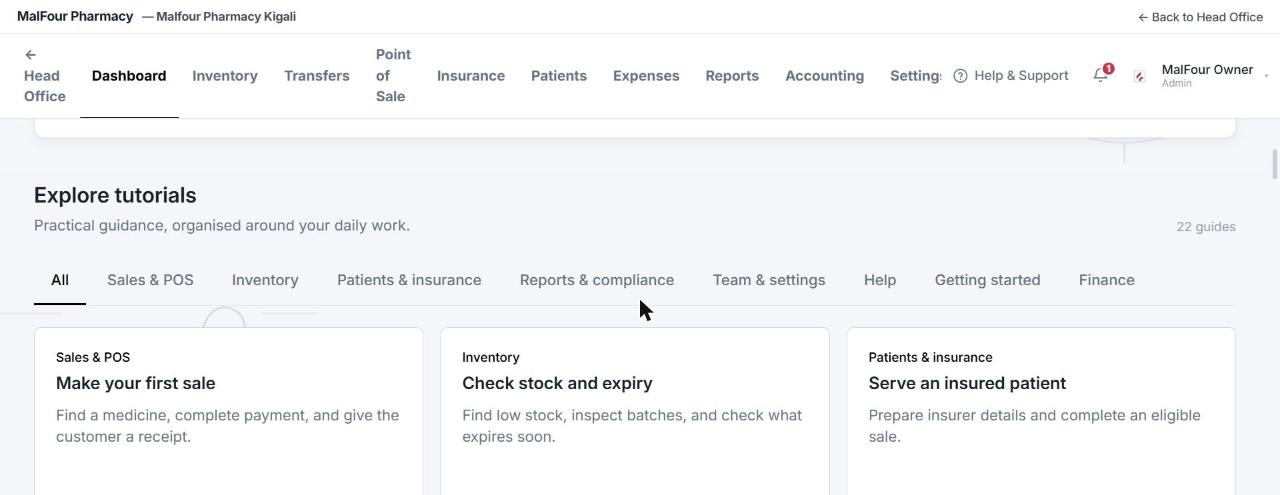 MalFour Pharmacy — Malfour Pharmacy Kigali
← Back to Head Office
← Head Office
Dashboard
Inventory
Transfers
Point of Sale
Insurance
Patients
Expenses
Reports
Accounting
Settings
Help & Support
1
MalFour Owner
Admin
Explore tutorials
Practical guidance, organised around your daily work.
22 guides
All
Sales & POS
Inventory
Patients & insurance
Reports & compliance
Team & settings
Help
Getting started
Finance
Sales & POS
Make your first sale
Find a medicine, complete payment, and give the
customer a receipt.
Inventory
Check stock and expiry
Find low stock, inspect batches, and check what
expires soon.
Patients & insurance
Serve an insured patient
Prepare insurer details and complete an eligible
sale.